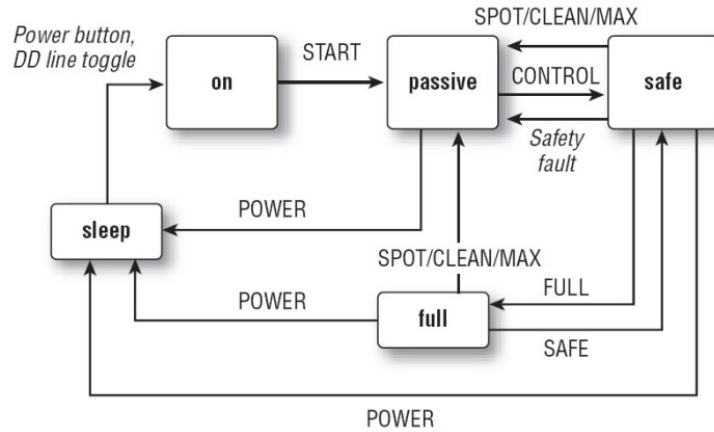 SPOT/CLEAN/MAX
Power button,
DD line toggle
START
on
passive
CONTROL
safe
Safety
fault
POWER
sleep
SPOT/CLEAN/MAX
POWER
full
FULL
SAFE
POWER